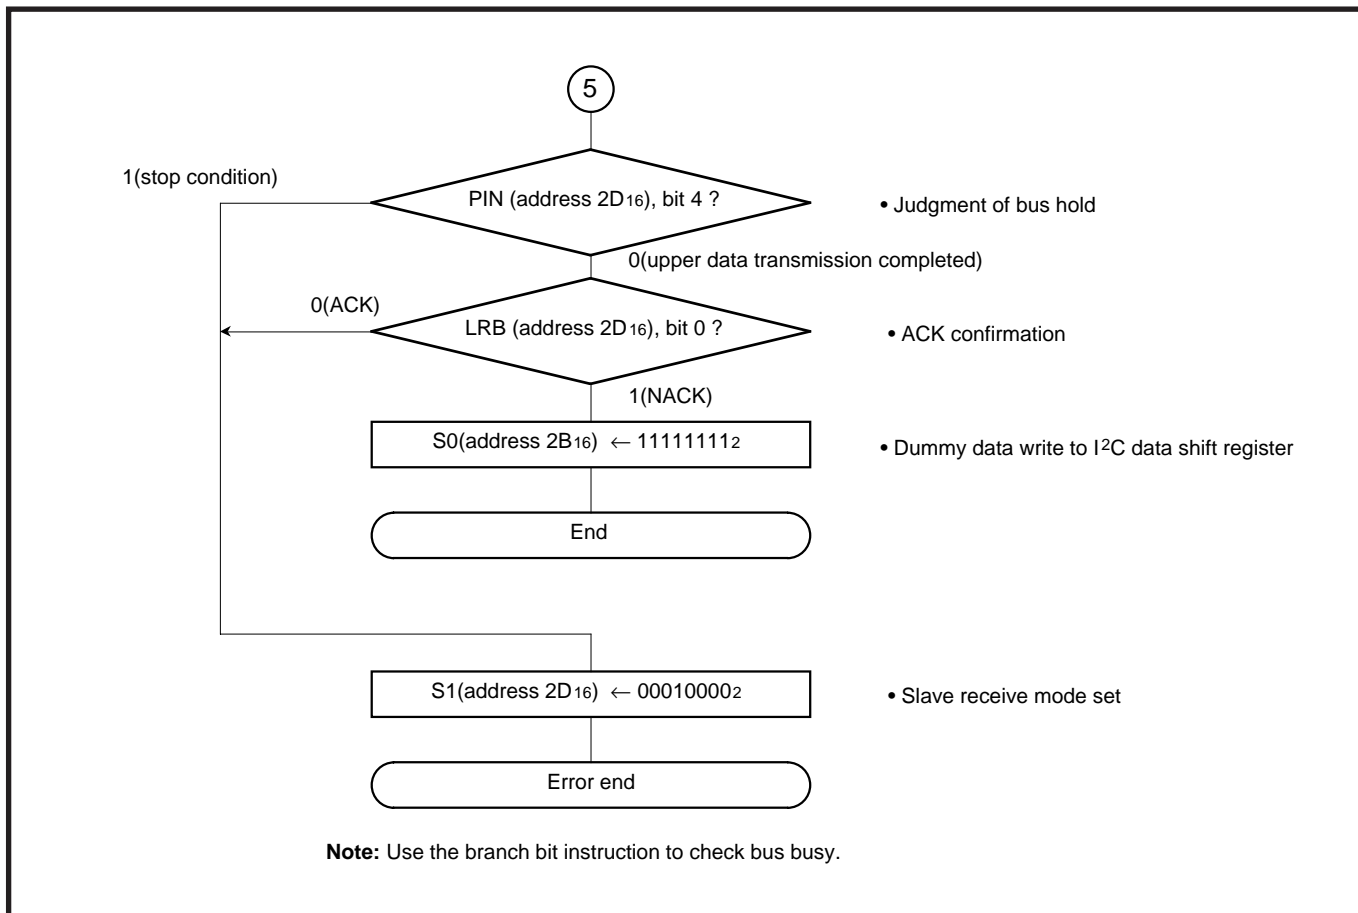 5
1(stop condition)
PIN (address 2D16), bit 4 ?
• Judgment of bus hold
0(upper data transmission completed)
0(ACK)
LRB (address 2D16), bit 0 ?
• ACK confirmation
1(NACK)
S0(address 2B16) ← 111111112
• Dummy data write to I2C data shift register
End
S1(address 2D16) ← 000100002
• Slave receive mode set
Error end
Note: Use the branch bit instruction to check bus busy.